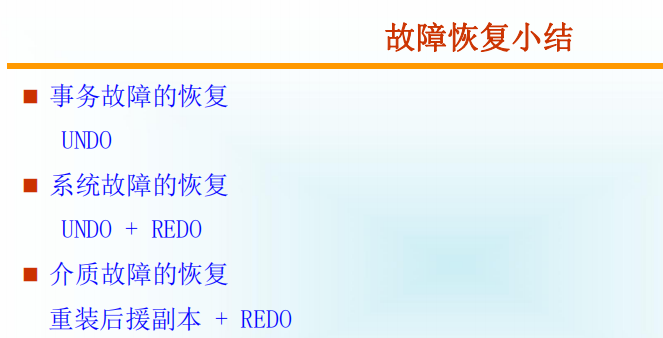 故障恢复小结
事务故障的恢复
UNDO
系统故障的恢复
UNDO + REDO
介质故障的恢复
重装后援副本 + REDO